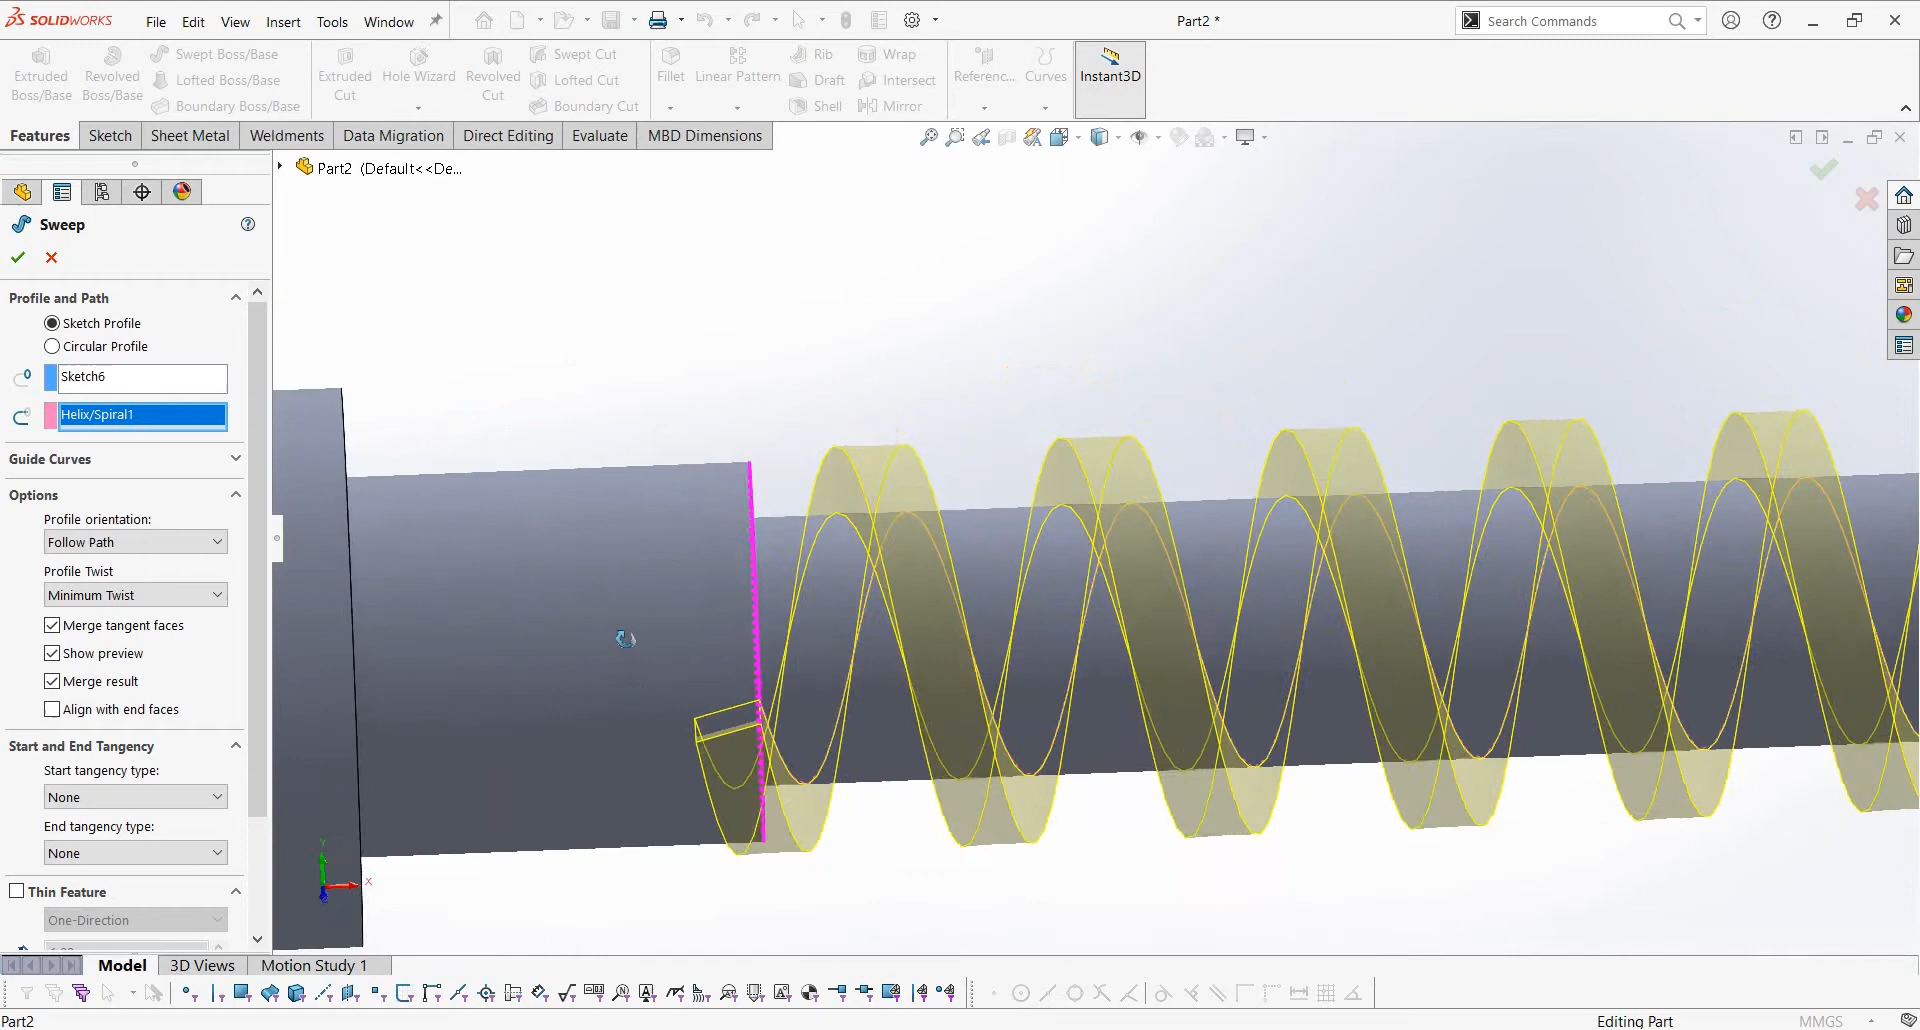 SOLIDWORKS File Edit View Insert Tools Window Part2 * Search Commands
Extruded Boss/Base
Revolved Boss/Base
Swept Boss/Base
Lofted Boss/Base
Boundary Boss/Base
Extruded Cut
Hole Wizard
Revolved Cut
Swept Cut
Lofted Cut
Boundary Cut
Fillet
Linear Pattern
Rib
Draft
Shell
Wrap
Intersect
Mirror
Referenc...
Curves
Instant3D
Features Sketch Sheet Metal Weldments Data Migration Direct Editing Evaluate MBD Dimensions
Part2 (Default<<De...
Sweep
Profile and Path
Sketch Profile
Circular Profile
Sketch6
Helix/Spiral1
Guide Curves
Options
Profile orientation:
Follow Path
Profile Twist
Minimum Twist
Merge tangent faces
Show preview
Merge result
Align with end faces
Start and End Tangency
Start tangency type:
None
End tangency type:
None
Thin Feature
One-Direction
Y
X
Model 3D Views Motion Study 1
Part2 Editing Part MMGS